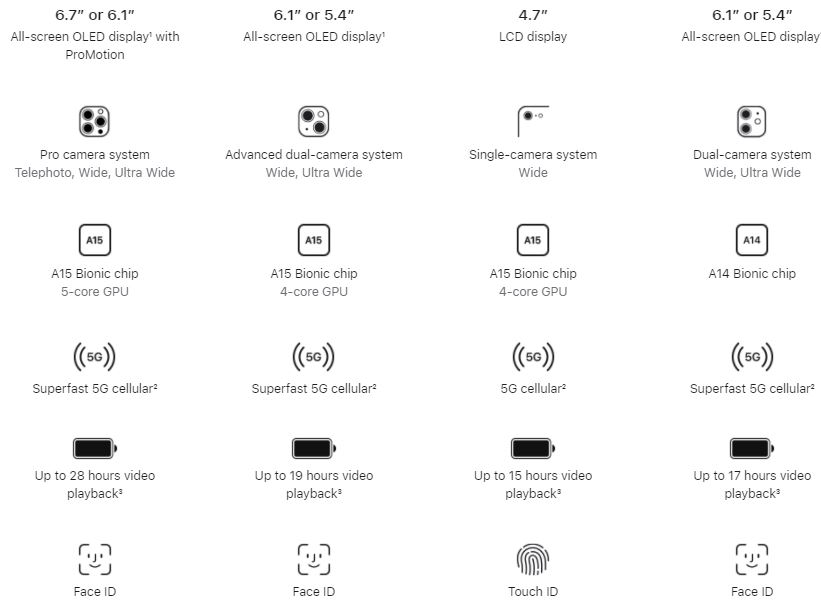 6.7” or 6.1”
6.1” or 5.4”
4.7”
6.1” or 5.4”
All-screen OLED display¹ with
ProMotion
All-screen OLED display¹
LCD display
All-screen OLED display
Pro camera system
Telephoto, Wide, Ultra Wide
Advanced dual-camera system
Wide, Ultra Wide
Single-camera system
Wide
Dual-camera system
Wide, Ultra Wide
A15
A15
A15
A14
A15 Bionic chip
5-core GPU
A15 Bionic chip
4-core GPU
A15 Bionic chip
4-core GPU
A14 Bionic chip
5G
5G
5G
5G
Superfast 5G cellular²
Superfast 5G cellular²
5G cellular²
Superfast 5G cellular²
Up to 28 hours video
playback³
Up to 19 hours video
playback³
Up to 15 hours video
playback³
Up to 17 hours video
playback³
Face ID
Face ID
Touch ID
Face ID